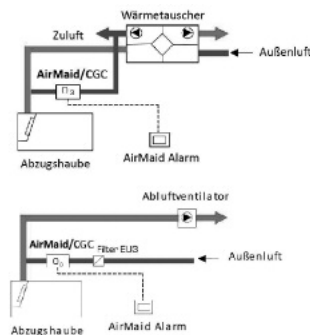 Wärmetauscher
Zuluft
Außenluft
AirMaid/CGC
Abzugshaube
AirMaid Alarm
Abluftventilator
AirMaid/CGC
Filter EU3
Außenluft
Abzugshaube
AirMaid Alarm